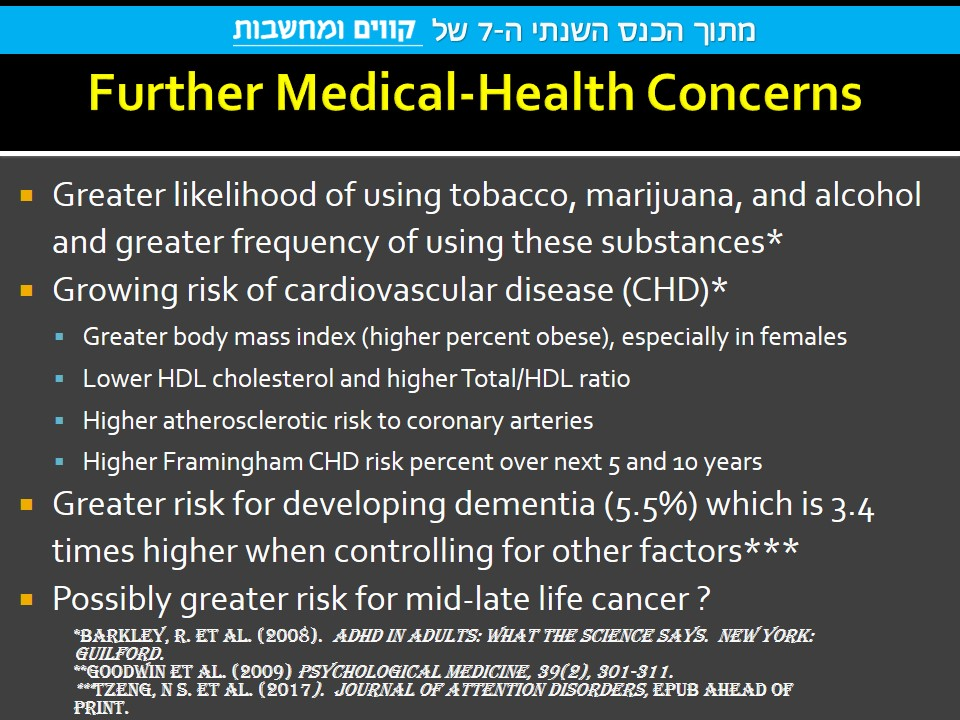 מתוך הכנס השנתי ה-7 של קווים ומחשבות
Further Medical-Health Concerns
Greater likelihood of using tobacco, marijuana, and alcohol
and greater frequency of using these substances*
Growing risk of cardiovascular disease (CHD)*
Greater body mass index (higher percent obese), especially in females
Lower HDL cholesterol and higher Total/HDL ratio
Higher atherosclerotic risk to coronary arteries
Higher Framingham CHD risk percent over next 5 and 10 years
Greater risk for developing dementia (5.5%) which is 3.4
times higher when controlling for other factors***
Possibly greater risk for mid-late life cancer ?
*Barkley, R. et al. (2008). ADHD in Adults: What the Science Says. New York:
Guilford.
**Goodwin et al. (2009) Psychological Medicine, 39(2), 301-311.
***Tzeng, N S. et al. (2017). Journal of Attention Disorders, Epub ahead of
print.